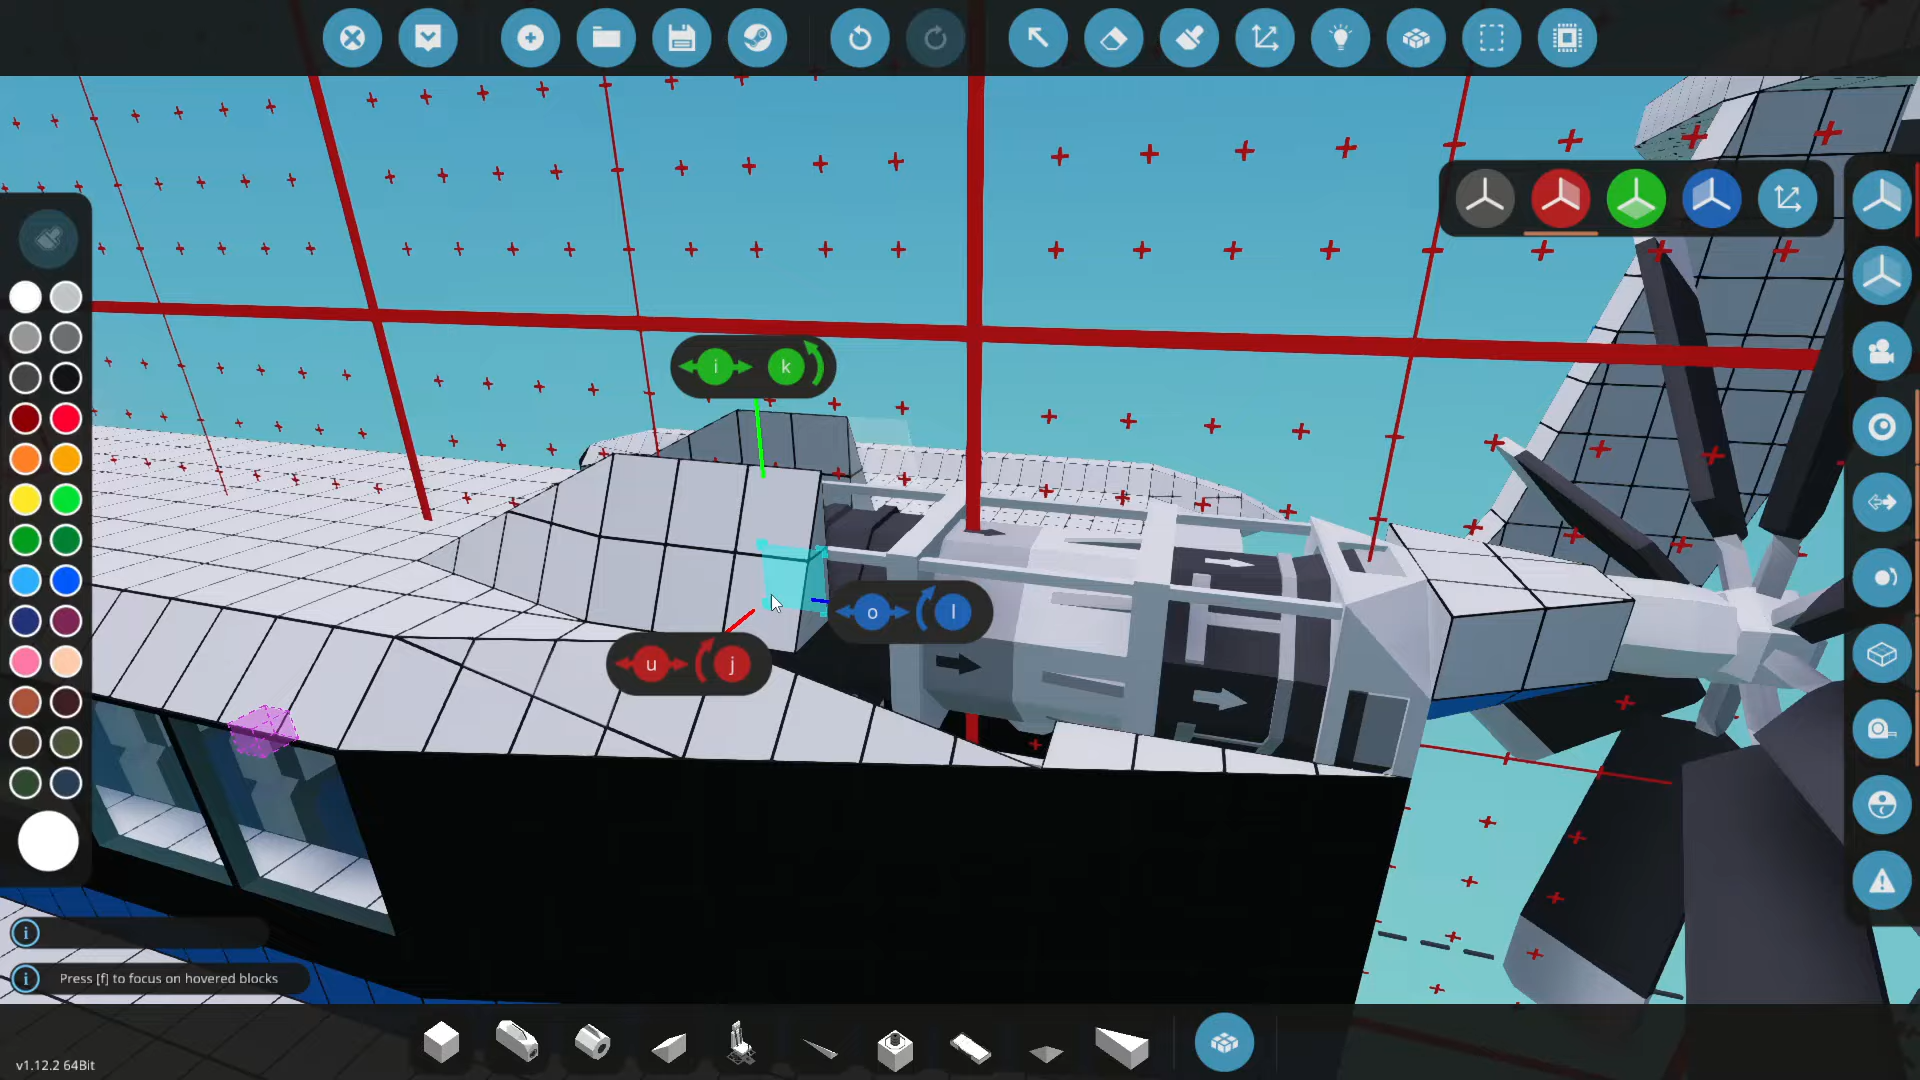 i
k
o
l
u
j
i
i
Press [f] to focus on hovered blocks
v1.12.2 64Bit